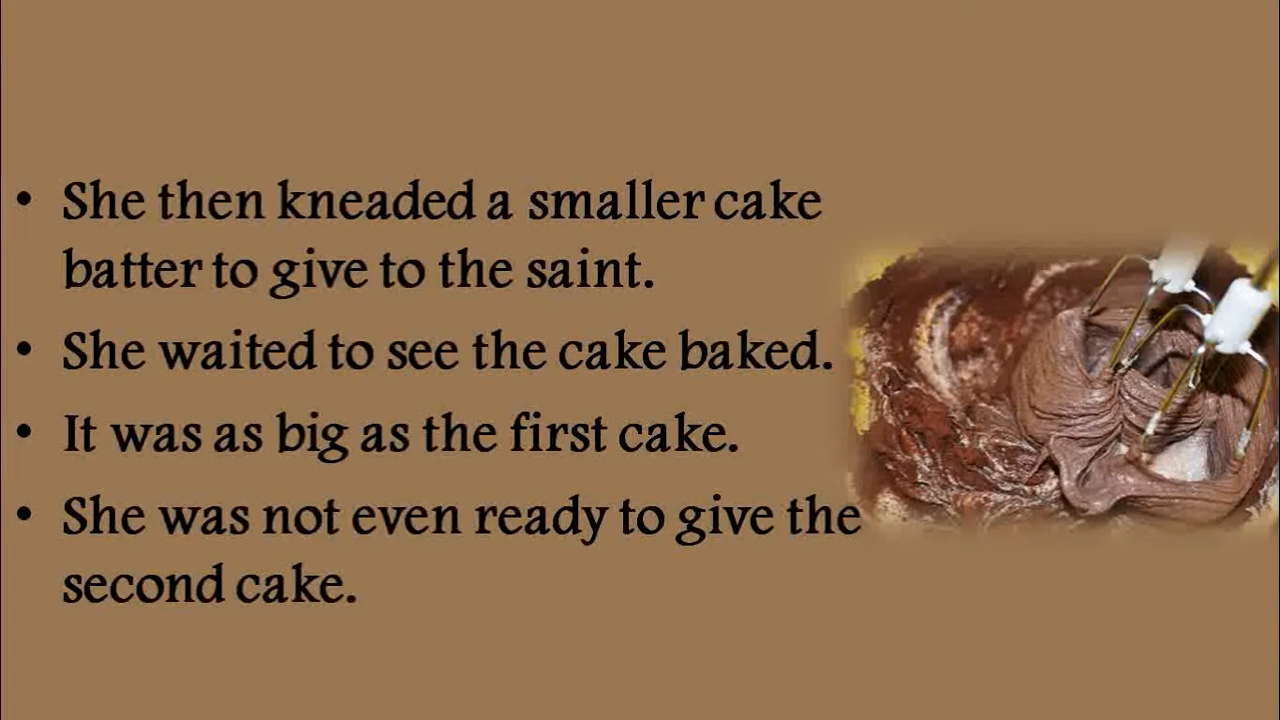 • She then kneaded a smaller cake
batter to give to the saint.
• She waited to see the cake baked.
• It was as big as the first cake.
• She was not even ready to give the
second cake.